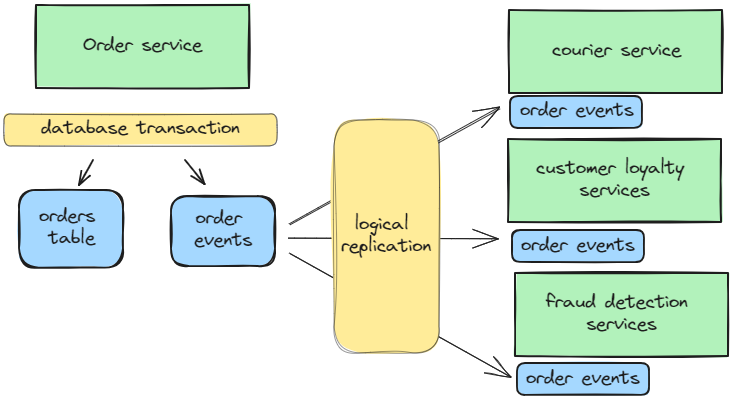 Order service
database transaction
orders
table
order
events
logical
replication
courier service
order events
customer loyalty
services
order events
fraud detection
services
order events